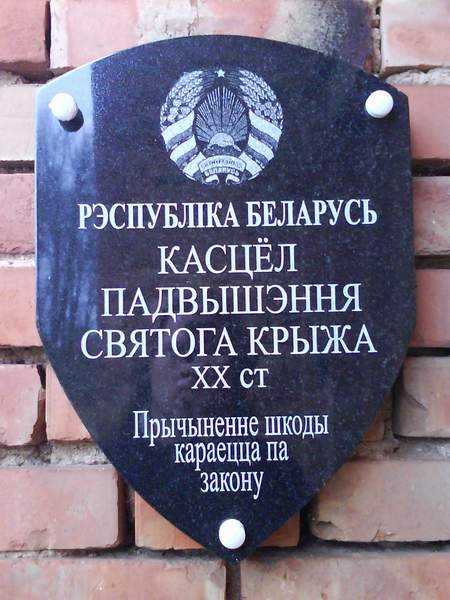 РЭСПУБЛІКА БЕЛАРУСЬ
КАСЦЁЛ
ПАДВЫШЭННЯ
СВЯТОГА КРЫЖА
XX ст
Прычыненне шкоды
караецца па
закону